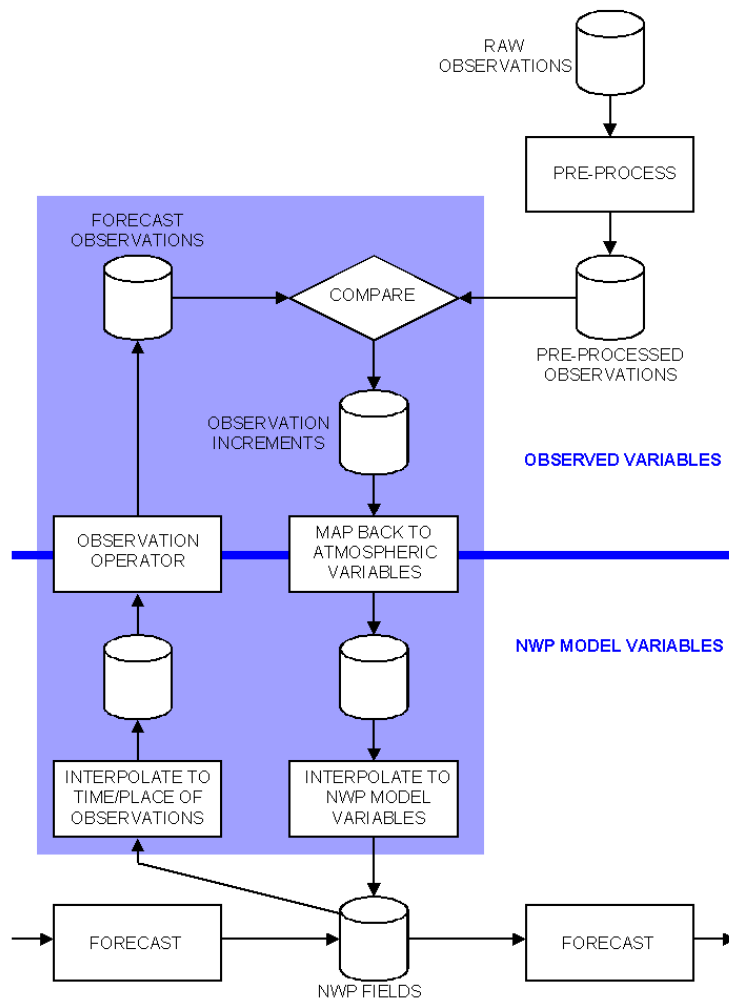 RAW
OBSERVATIONS
PRE-PROCESS
FORECAST
OBSERVATIONS
COMPARE
PRE-PROCESSED
OBSERVATIONS
OBSERVATION
INCREMENTS
OBSERVED VARIABLES
OBSERVATION
OPERATOR
MAP BACK TO
ATMOSPHERIC
VARIABLES
NWP MODEL VARIABLES
INTERPOLATE TO
TIME/PLACE OF
OBSERVATIONS
INTERPOLATE TO
NWP MODEL
VARIABLES
FORECAST
NWP FIELDS
FORECAST